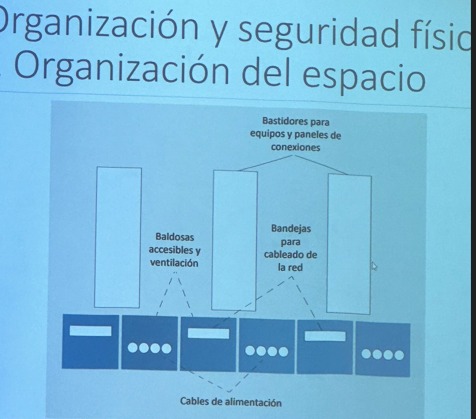 Organización y seguridad físic
Organización del espacio
Bastidores para
equipos y paneles de
conexiones
Baldosas
accesibles y
ventilación
Bandejas
para
cableado de
la red
Cables de alimentación